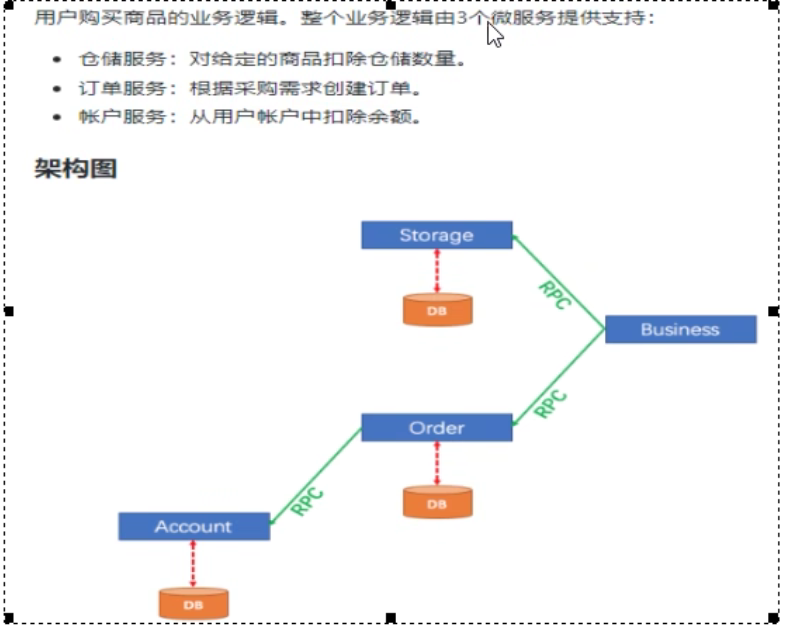 用户购买商品的业务逻辑。整个业务逻辑由3个微服务提供支持：
仓储服务：对给定的商品扣除仓储数量。
订单服务：根据采购需求创建订单。
帐户服务：从用户帐户中扣除余额。
架构图
Storage
RPC
DB
Business
RPC
Order
RPC
DB
Account
DB